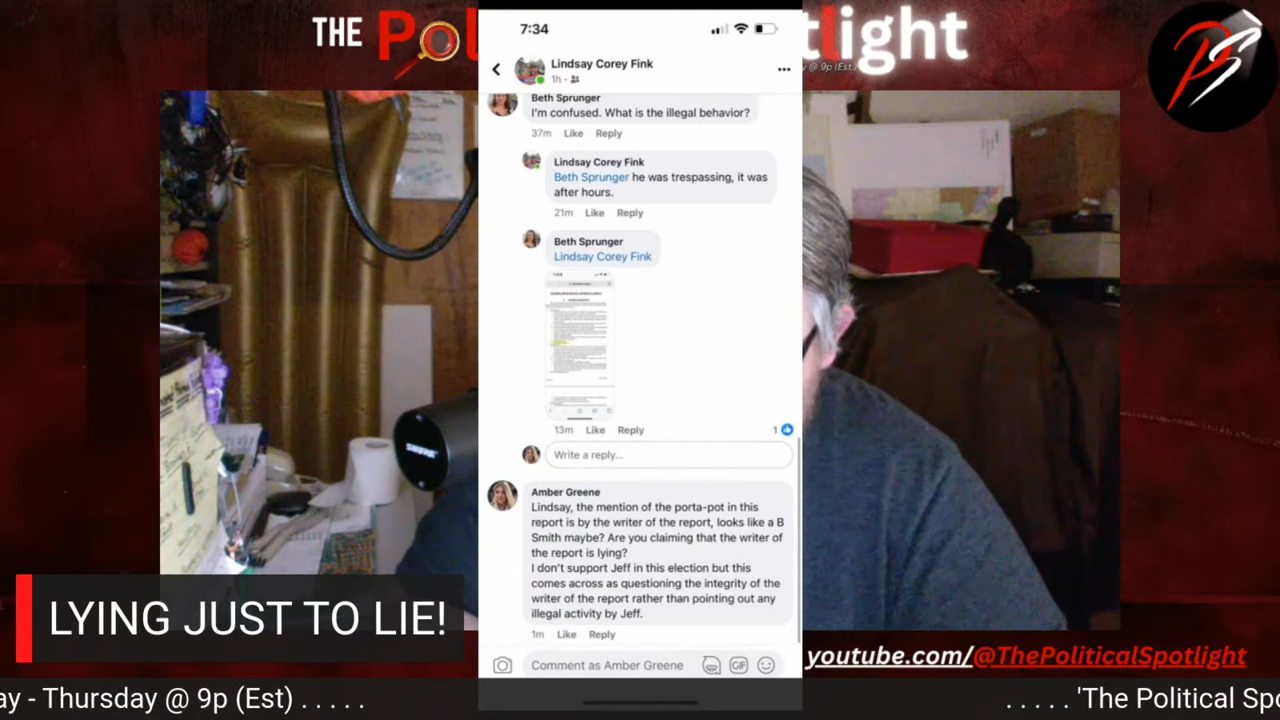 THE Po
tlight
y @ 9p (Est.)
PS
7:34
Lindsay Corey Fink
1h
Beth Sprunger
I'm confused. What is the illegal behavior?
37m Like Reply
Lindsay Corey Fink
Beth Sprunger he was trespassing, it was
after hours.
21m Like Reply
Beth Sprunger
Lindsay Corey Fink
13m Like Reply 1
Write a reply...
Amber Greene
Lindsay, the mention of the porta-pot in this
report is by the writer of the report, looks like a B
Smith maybe? Are you claiming that the writer of
the report is lying?
I don't support Jeff in this election but this
comes across as questioning the integrity of the
writer of the report rather than pointing out any
illegal activity by Jeff.
1m Like Reply
Comment as Amber Greene GIF
SHURE
LYING JUST TO LIE!
youtube.com/@ThePoliticalSpotlight
ay - Thursday @ 9p (Est) . . . . .
. . . . . 'The Political Spo